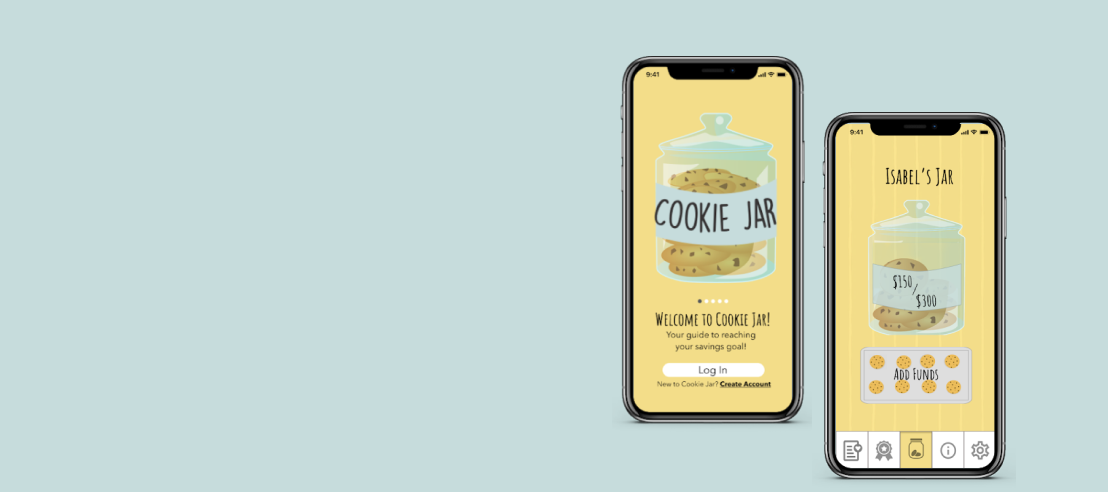 9:41
COOKIE JAR
Welcome to Cookie Jar!
Your guide to reaching
your savings goal!
Log In
New to Cookie Jar? Create Account
9:41
Isabel's Jar
$150/
$300
Add Funds